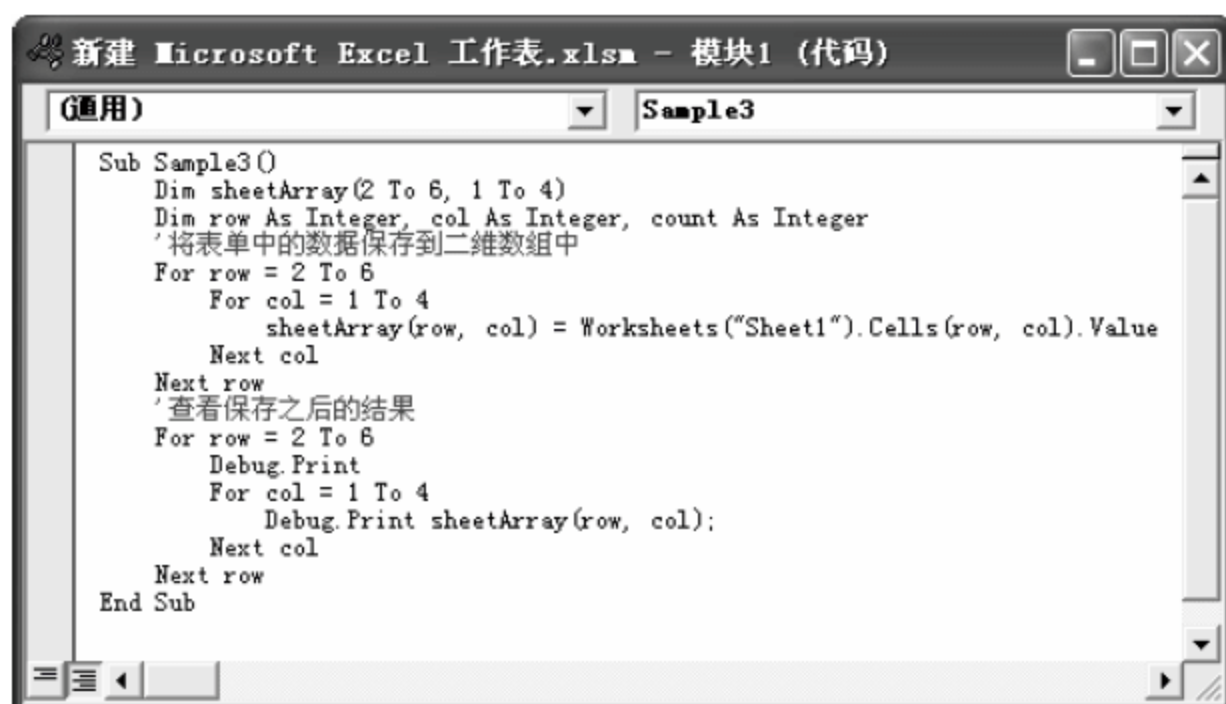 新建 Microsoft Excel 工作表.xlsm - 模块1 (代码)
(通用) Sample3
Sub Sample3()
Dim sheetArray(2 To 6, 1 To 4)
Dim row As Integer, col As Integer, count As Integer
'将表单中的数据保存到二维数组中
For row = 2 To 6
For col = 1 To 4
sheetArray(row, col) = Worksheets("Sheet1").Cells(row, col).Value
Next col
Next row
'查看保存之后的结果
For row = 2 To 6
Debug.Print
For col = 1 To 4
Debug.Print sheetArray(row, col);
Next col
Next row
End Sub